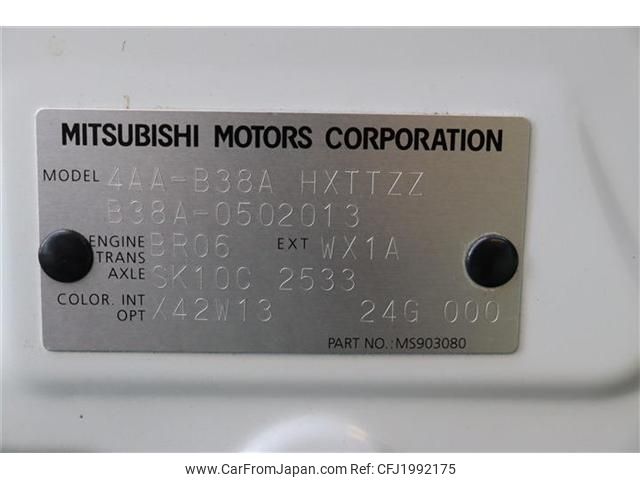 MITSUBISHI MOTORS CORPORATION
MODEL 4AA-B38A HXTTZZ
B38A-0502013
ENGINE BR06 EXT WX1A
TRANS AXLE SK10C 2533
COLOR. INT OPT X42W13 24G 000
PART NO.: MS903080
www.CarFromJapan.com - ID: CFJ1992175